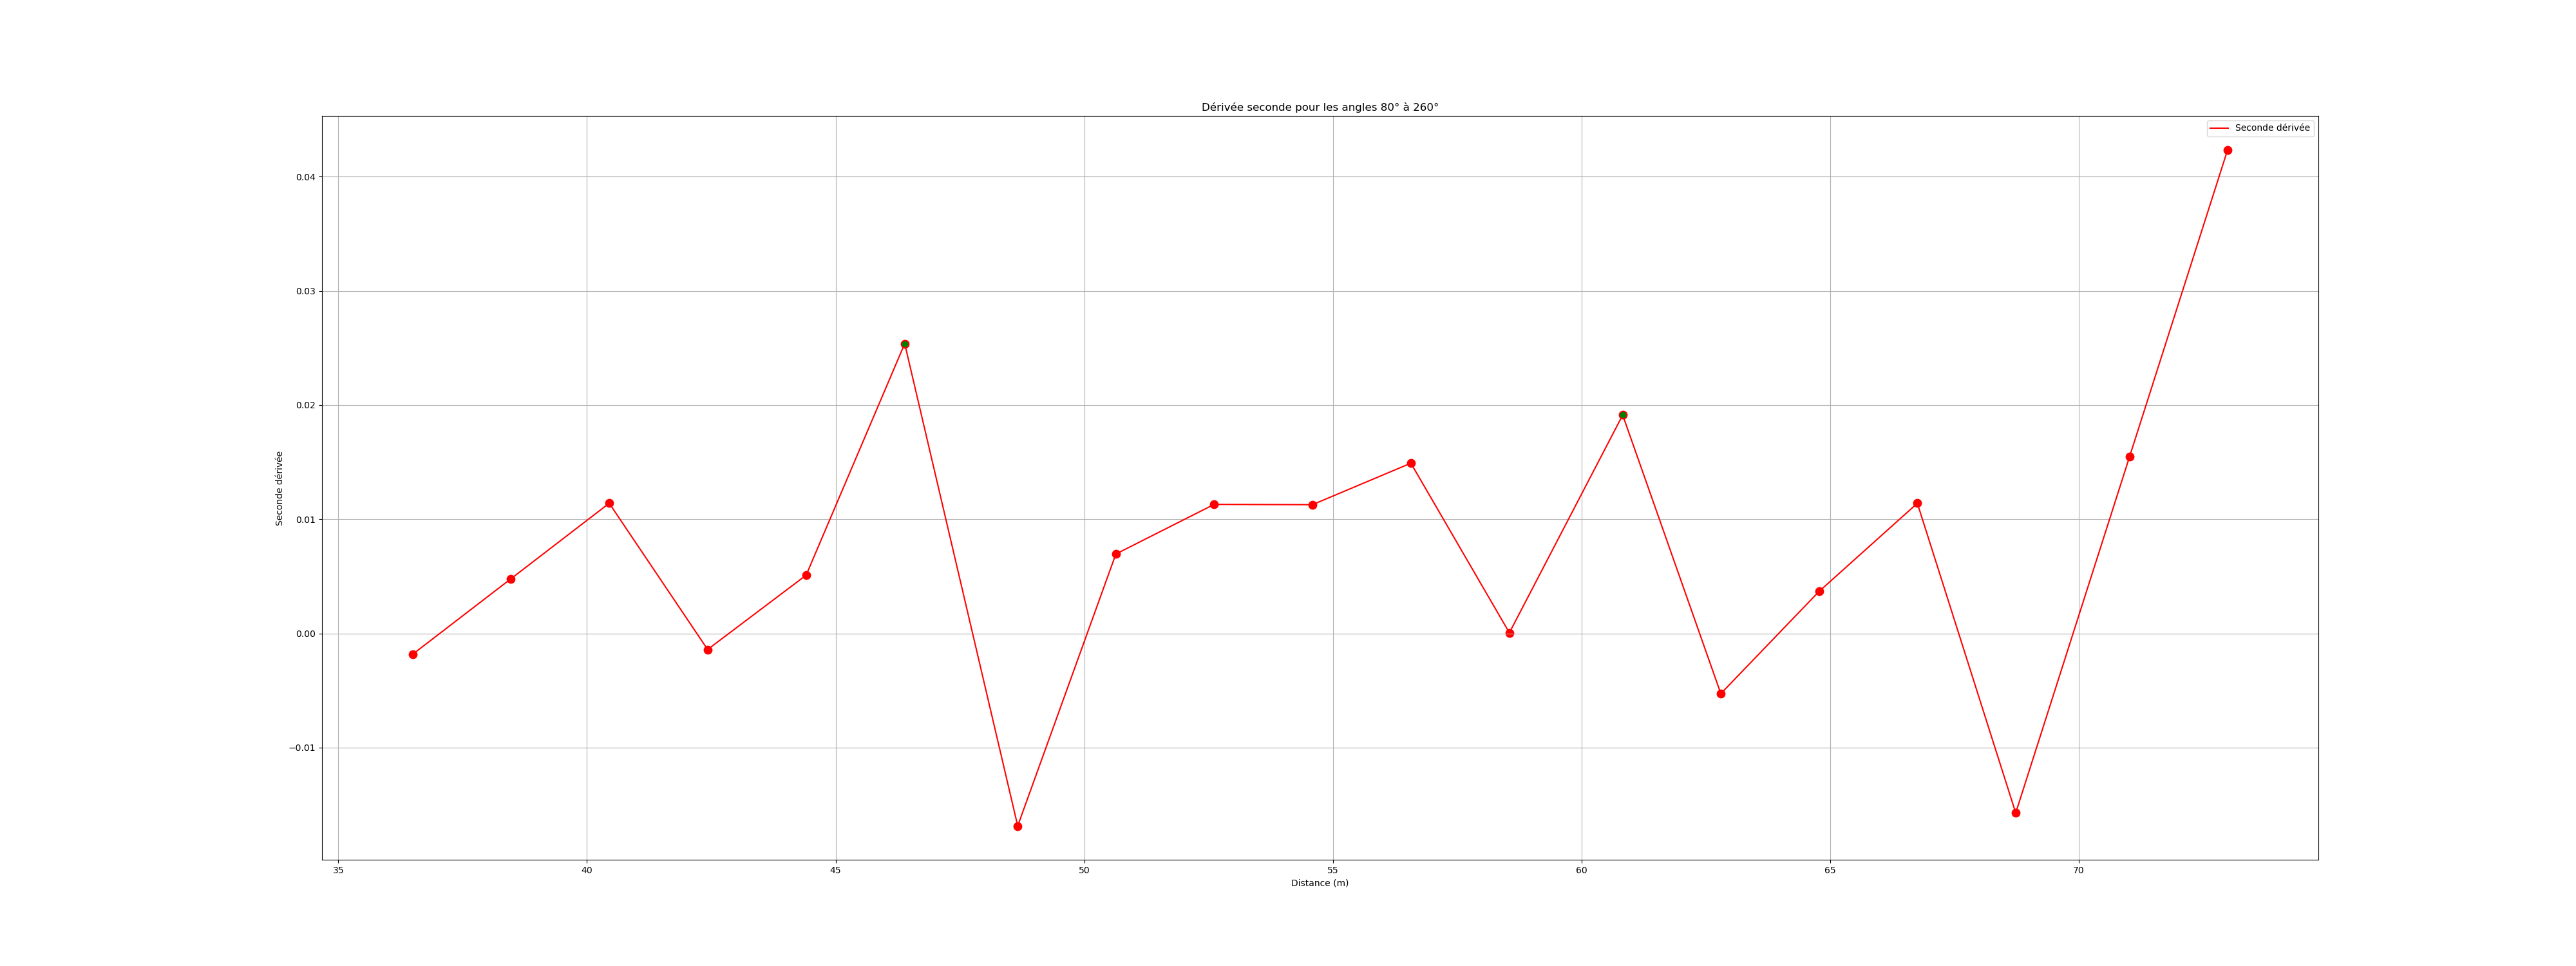 Dérivée seconde pour les angles 80° à 260°
Seconde dérivée
0.04
0.03
0.02
0.01
0.00
−0.01
Seconde dérivée
35 40 45 50 55 60 65 70
Distance (m)